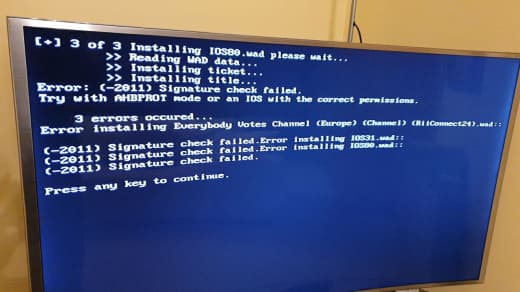 [+] 3 of 3 Installing IOS80.wad please wait...
>> Reading WAD data...
>> Installing ticket...
>> Installing title...
Error: (-2011) Signature check failed.
Try with AHBPROT mode or an IOS with the correct permissions.
3 errors occured...
Error installing Everybody Votes Channel (Europe) (Channel) (RiiConnect24).wad::
(-2011) Signature check failed.Error installing IOS31.wad::
(-2011) Signature check failed.Error installing IOS80.wad::
(-2011) Signature check failed.
Press any key to continue.